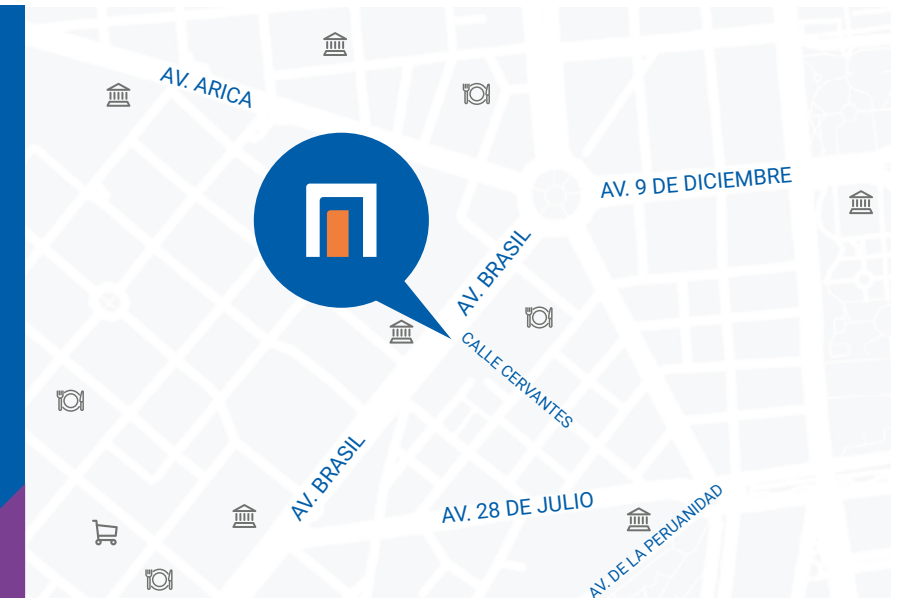 AV. ARICA
AV. 9 DE DICIEMBRE
AV. BRASIL
CALLE CERVANTES
AV. BRASIL
AV. 28 DE JULIO
AV. DE LA PERUANIDAD